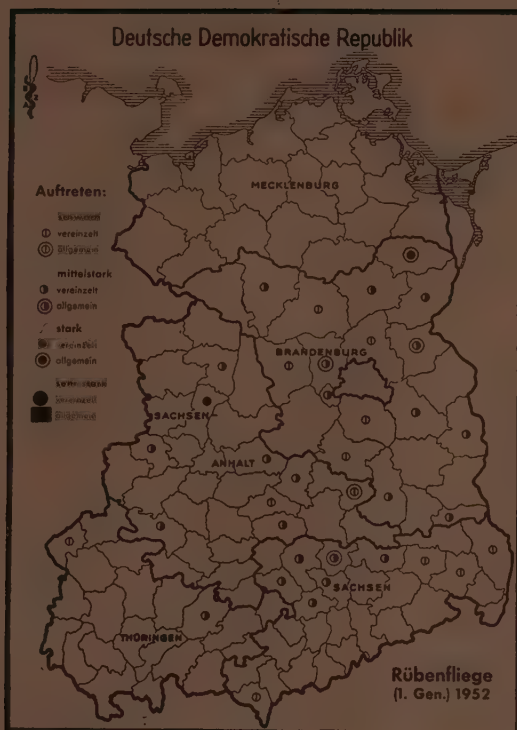 Deutsche Demokratische Republik
MECKLENBURG
Auftreten:
vereinzelt
mittelstark
vereinzelt
allgemein
stark
allgemein
BRANDENBURG
SACHSEN
ANHALT
SACHSEN
THÜRINGEN
Rübenfliege
(1. Gen.) 1952